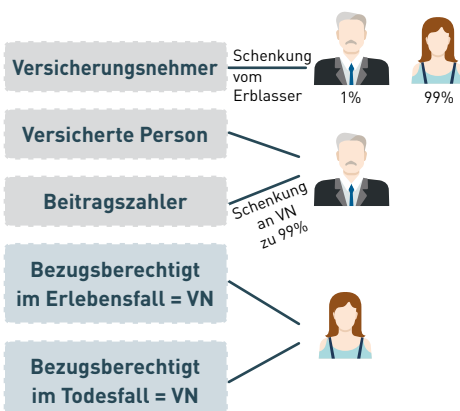 Versicherungsnehmer
Schenkung
vom
Erblasser
1%
99%
Versicherte Person
Beitragszahler
Schenkung
an VN
zu 99%
Bezugsberechtigt
im Erlebensfall = VN
Bezugsberechtigt
im Todesfall = VN